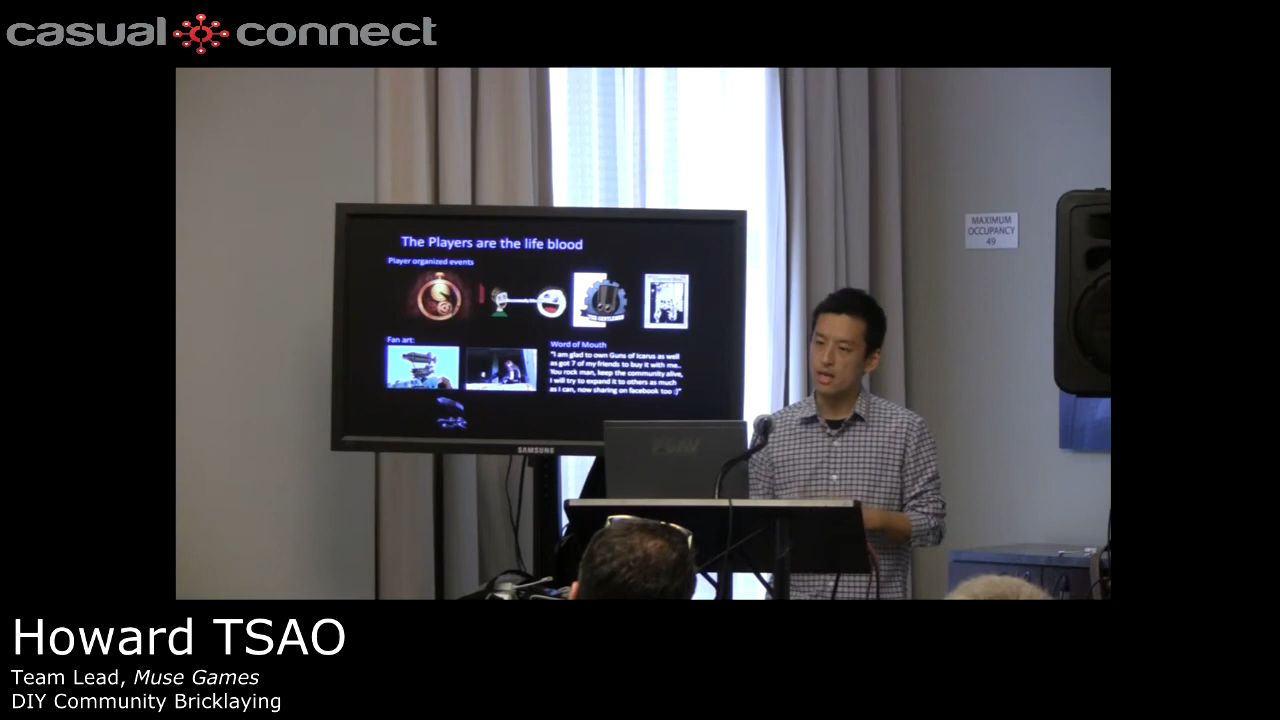 casual connect
The Players are the life blood
Player organized events
Fan art:
Word of Mouth
"I am glad to own Guns of Icarus as well
as got 7 of my friends to buy it with me..
You rock man, keep the community alive,
I will try to expand it to others as much
as I can, now sharing on facebook too :)"
SAMSUNG
MAXIMUM
OCCUPANCY
49
Howard TSAO
Team Lead, Muse Games
DIY Community Bricklaying